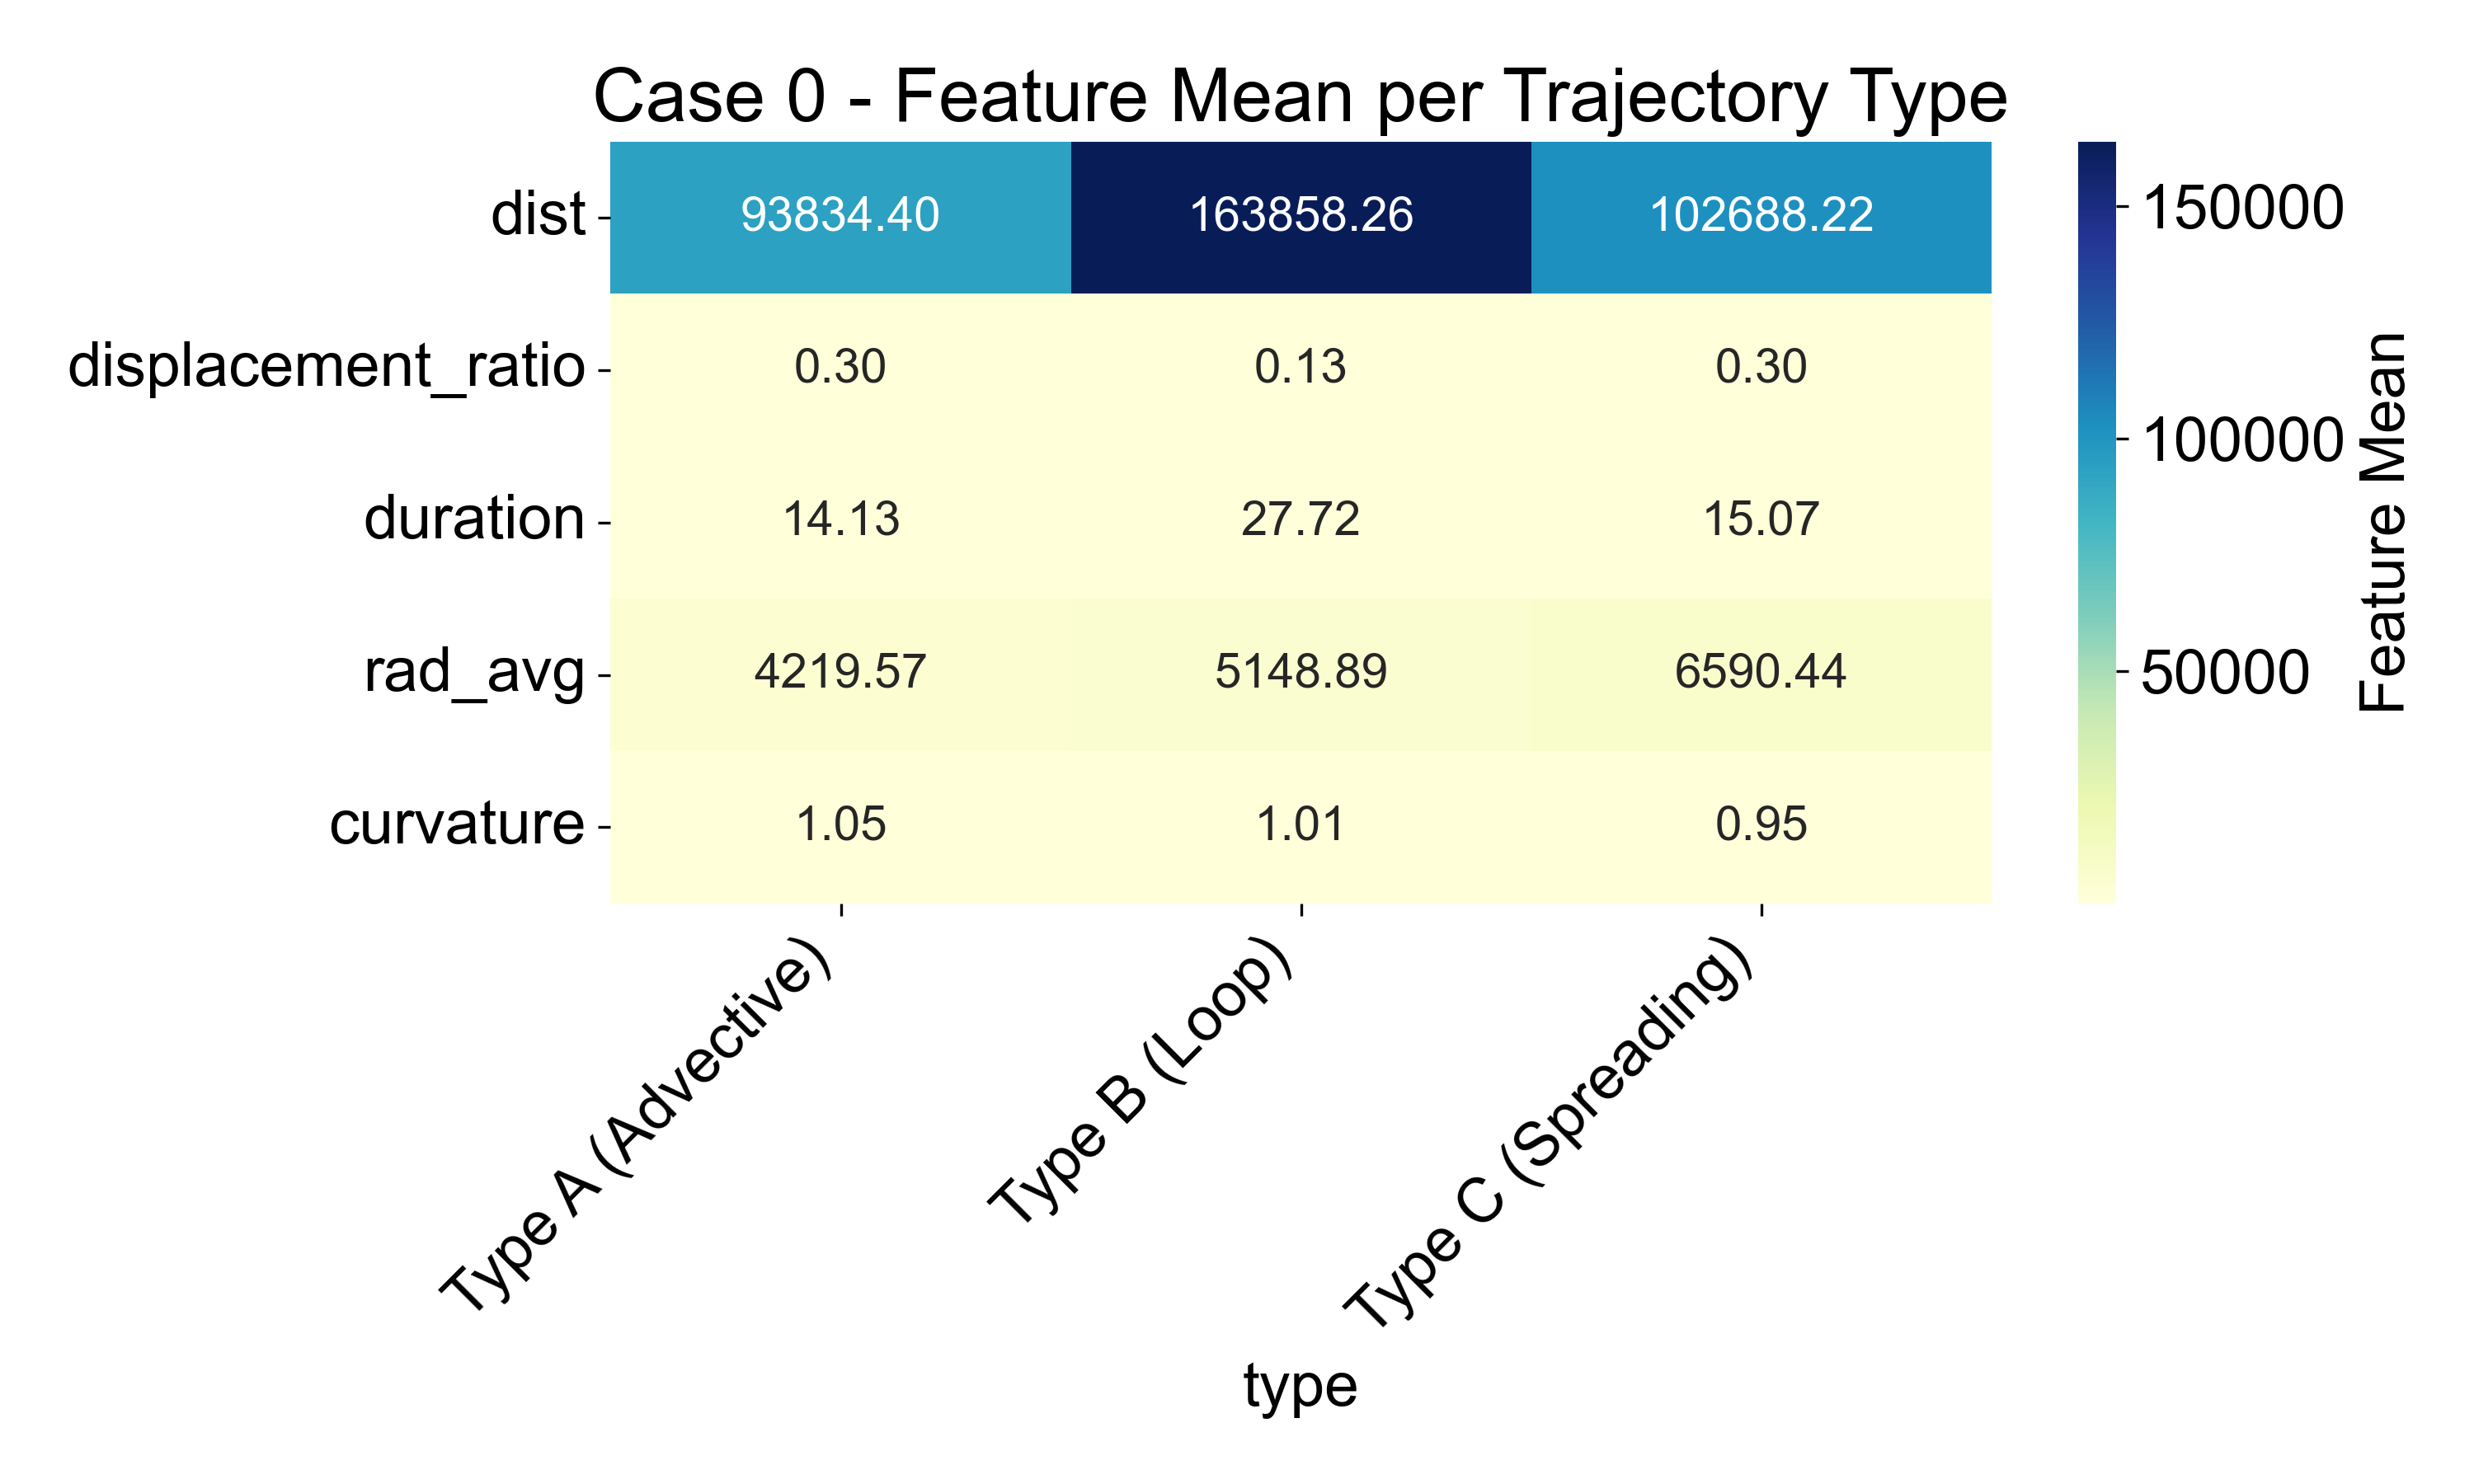 Case 0 - Feature Mean per Trajectory Type
dist 93834.40 163858.26 102688.22
displacement_ratio 0.30 0.13 0.30
duration 14.13 27.72 15.07
rad_avg 4219.57 5148.89 6590.44
curvature 1.05 1.01 0.95
Type A (Advective)
Type B (Loop)
Type C (Spreading)
type
150000
100000
50000
Feature Mean